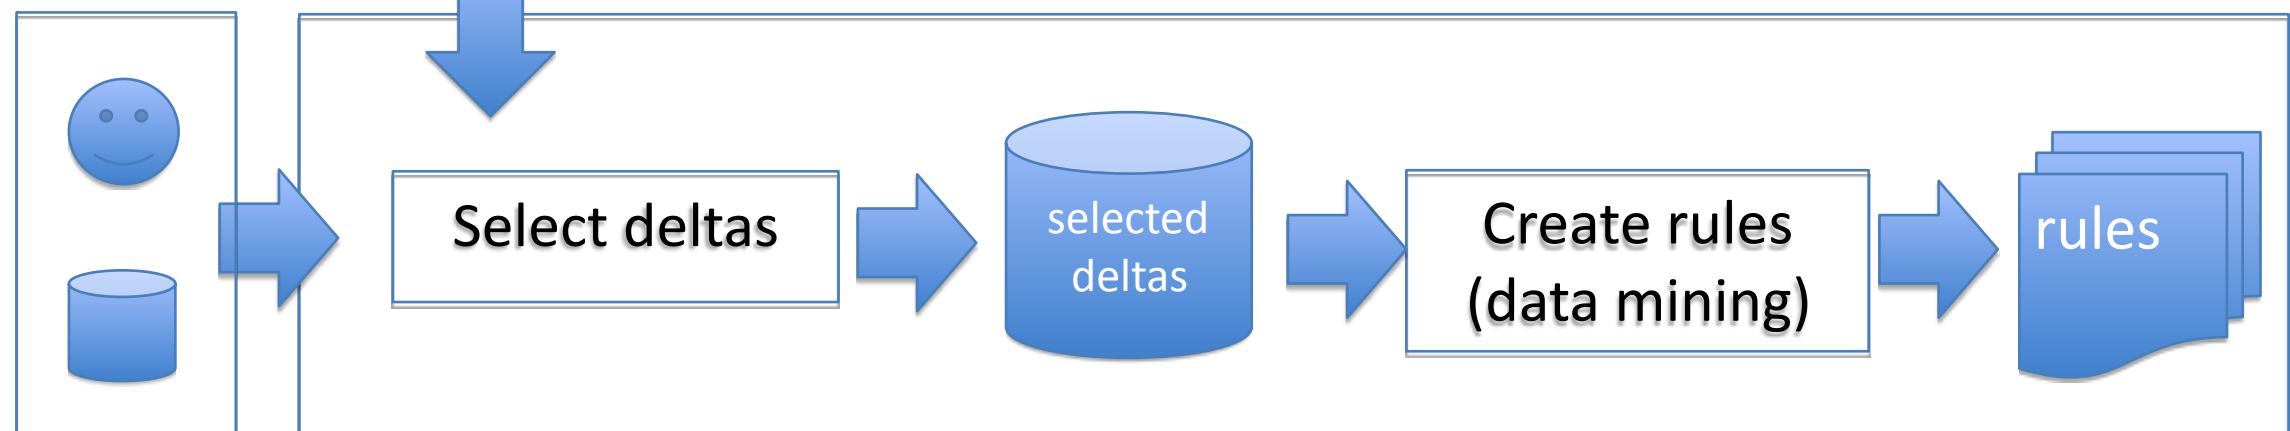 Select deltas
selected
deltas
Create rules
(data mining)
rules